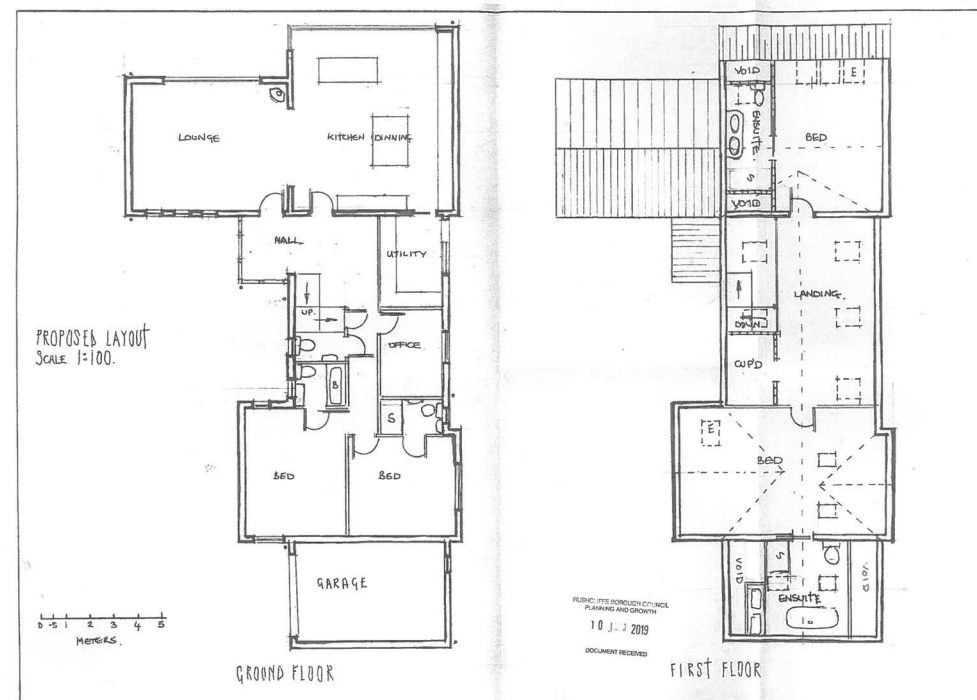 LOUNGE
KITCHEN DINNING
HALL
UTILITY
UP.
OFFICE
B
S
BED
BED
GARAGE
PROPOSED LAYOUT
SCALE 1:100.
0 .5 1 2 3 4 5
METERS.
GROUND FLOOR
VOID
E
ENSUITE.
BED
S
VOID
LANDING.
DOWN
CUP'D
E
BED
VOID
S
VOID
ENSUITE
RUSHCLIFFE BOROUGH COUNCIL
PLANNING AND GROWTH
10 2019
DOCUMENT RECEIVED
FIRST FLOOR